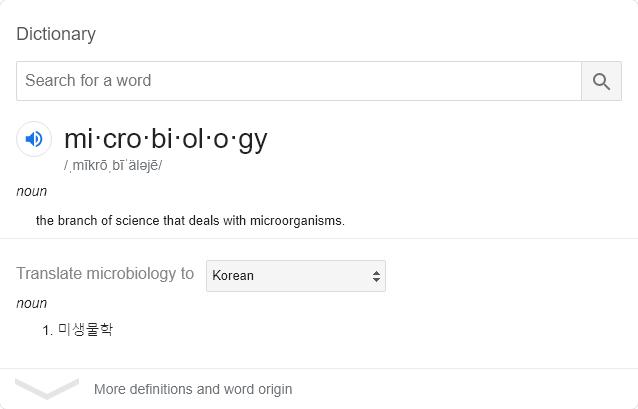 Dictionary
Search for a word
mi·cro·bi·ol·o·gy
/ˌmīkrōˌbīˈäləjē/
noun
the branch of science that deals with microorganisms.
Translate microbiology to Korean
noun
1. 미생물학
More definitions and word origin